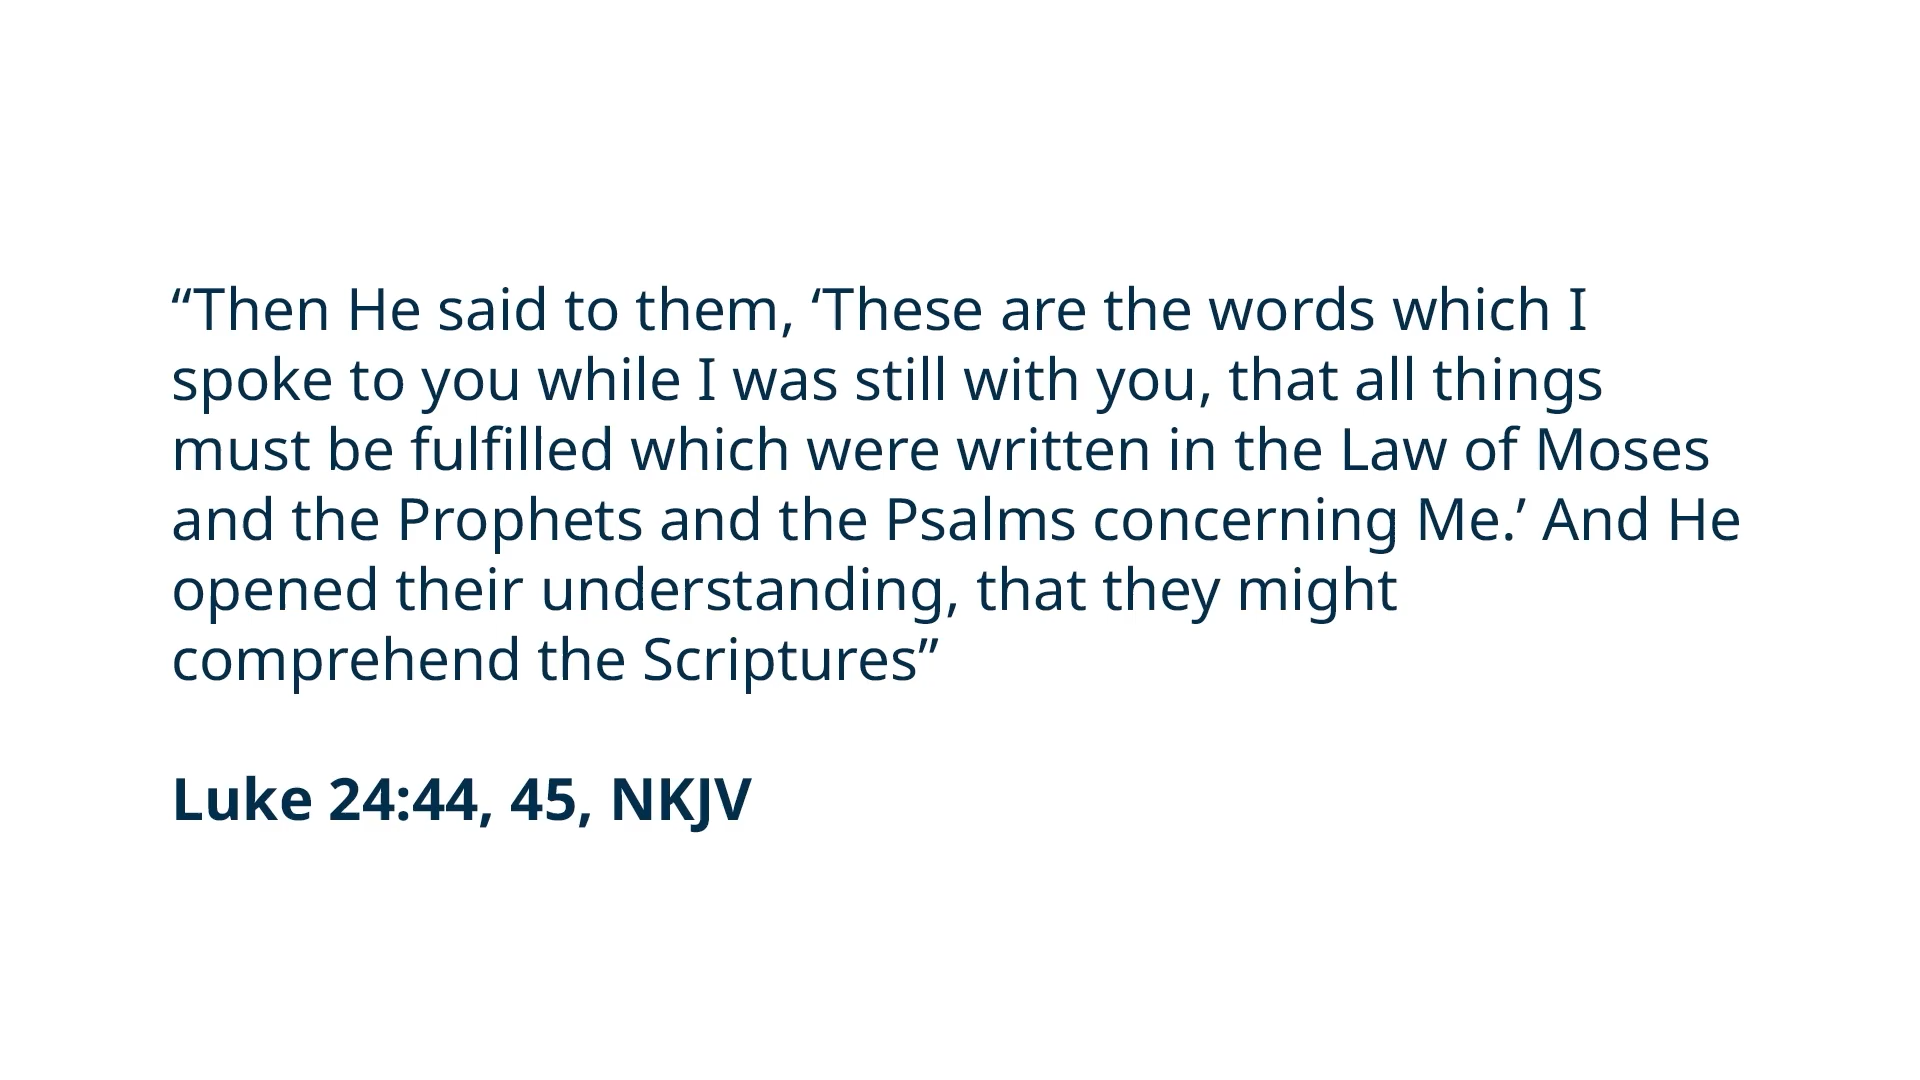 “Then He said to them, ‘These are the words which I
spoke to you while I was still with you, that all things
must be fulfilled which were written in the Law of Moses
and the Prophets and the Psalms concerning Me.’ And He
opened their understanding, that they might
comprehend the Scriptures”
Luke 24:44, 45, NKJV